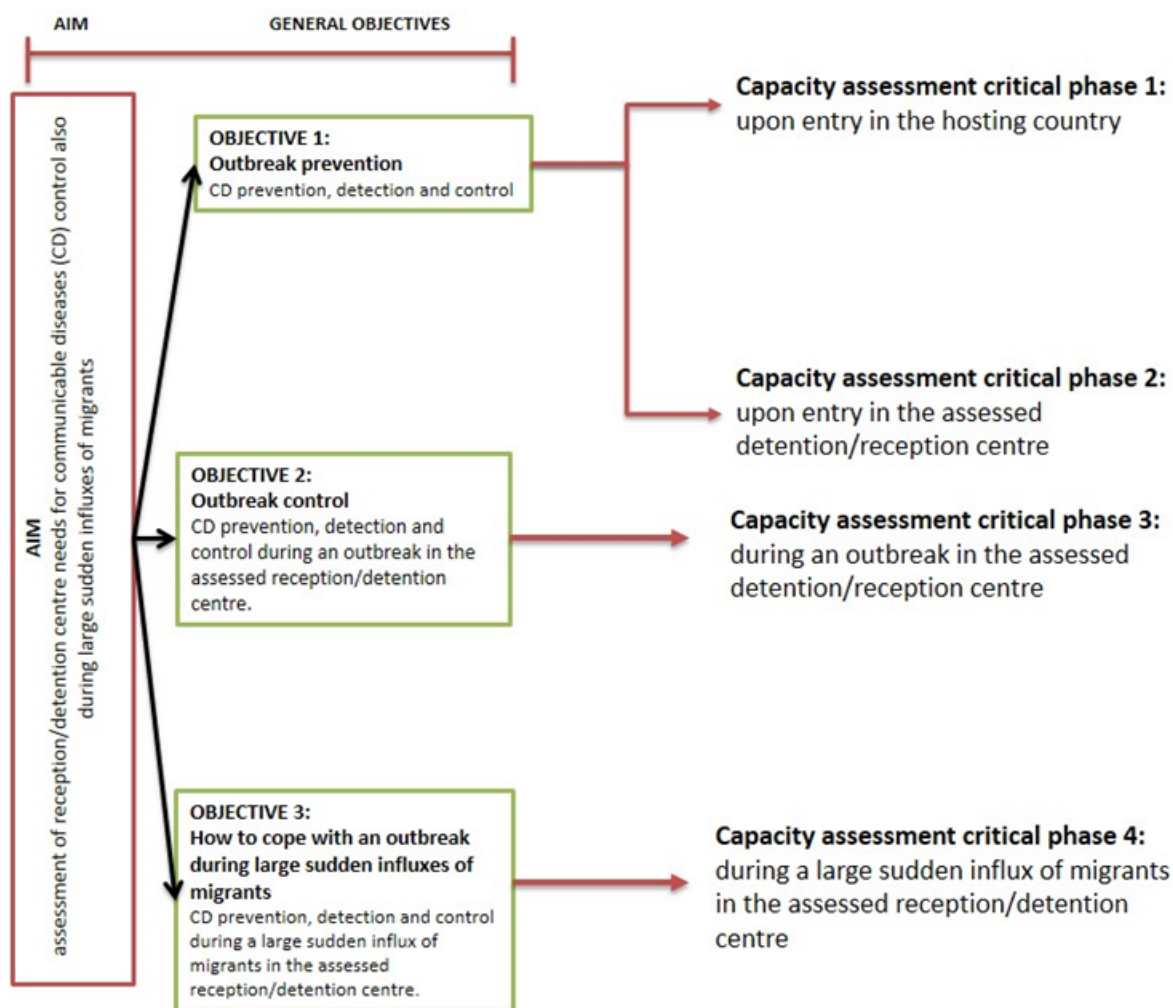 AIM
GENERAL OBJECTIVES
AIM
assessment of reception/detention centre needs for communicable diseases (CD) control also
during large sudden influxes of migrants
OBJECTIVE 1:
Outbreak prevention
CD prevention, detection and control
Capacity assessment critical phase 1:
upon entry in the hosting country
Capacity assessment critical phase 2:
upon entry in the assessed
detention/reception centre
OBJECTIVE 2:
Outbreak control
CD prevention, detection and
control during an outbreak in the
assessed reception/detention
centre.
Capacity assessment critical phase 3:
during an outbreak in the assessed
detention/reception centre
OBJECTIVE 3:
How to cope with an outbreak
during large sudden influxes of
migrants
CD prevention, detection and control
during a large sudden influx of
migrants in the assessed
reception/detention centre.
Capacity assessment critical phase 4:
during a large sudden influx of migrants
in the assessed reception/detention
centre